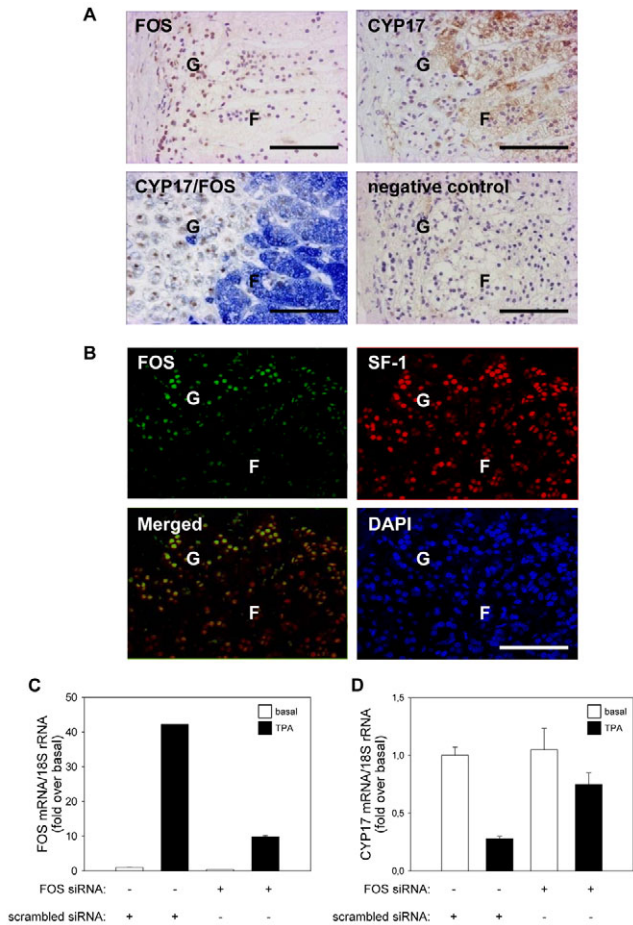 A
FOS
G
F
CYP17
G
F
CYP17/FOS
G
F
negative control
G
F
B
FOS
G
F
SF-1
G
F
Merged
G
F
DAPI
G
F
C
FOS mRNA/18S rRNA
(fold over basal)
50
40
30
20
10
0
basal
TPA
FOS siRNA: - - + +
scrambled siRNA: + + - -
D
CYP17 mRNA/18S rRNA
(fold over basal)
1,5
1,0
0,5
0,0
basal
TPA
FOS siRNA: - - + +
scrambled siRNA: + + - -